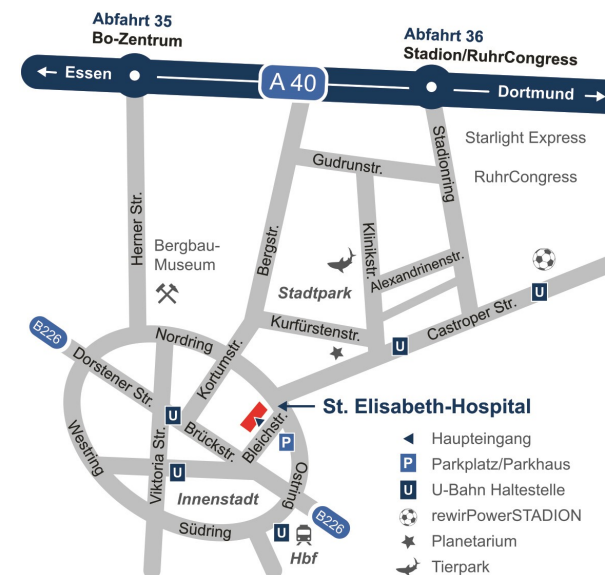 Abfahrt 35
Bo-Zentrum
Abfahrt 36
Stadion/RuhrCongress
← Essen
A 40
Dortmund →
Herner Str.
Bergstr.
Gudrunstr.
Stadionring
Starlight Express
RuhrCongress
Klinikstr.
Alexandrinenstr.
Bergbau-
Museum
Stadtpark
Kurfürstenstr.
Castroper Str.
U
U
B226
Nordring
Dorstener Str.
Kortumstr.
St. Elisabeth-Hospital
U
Brückstr.
Bleichstr.
P
Westring
Viktoria Str.
U
Innenstadt
Ostring
B226
Südring
U
Hbf
Haupteingang
P Parkplatz/Parkhaus
U U-Bahn Haltestelle
rewirPowerSTADION
Planetarium
Tierpark